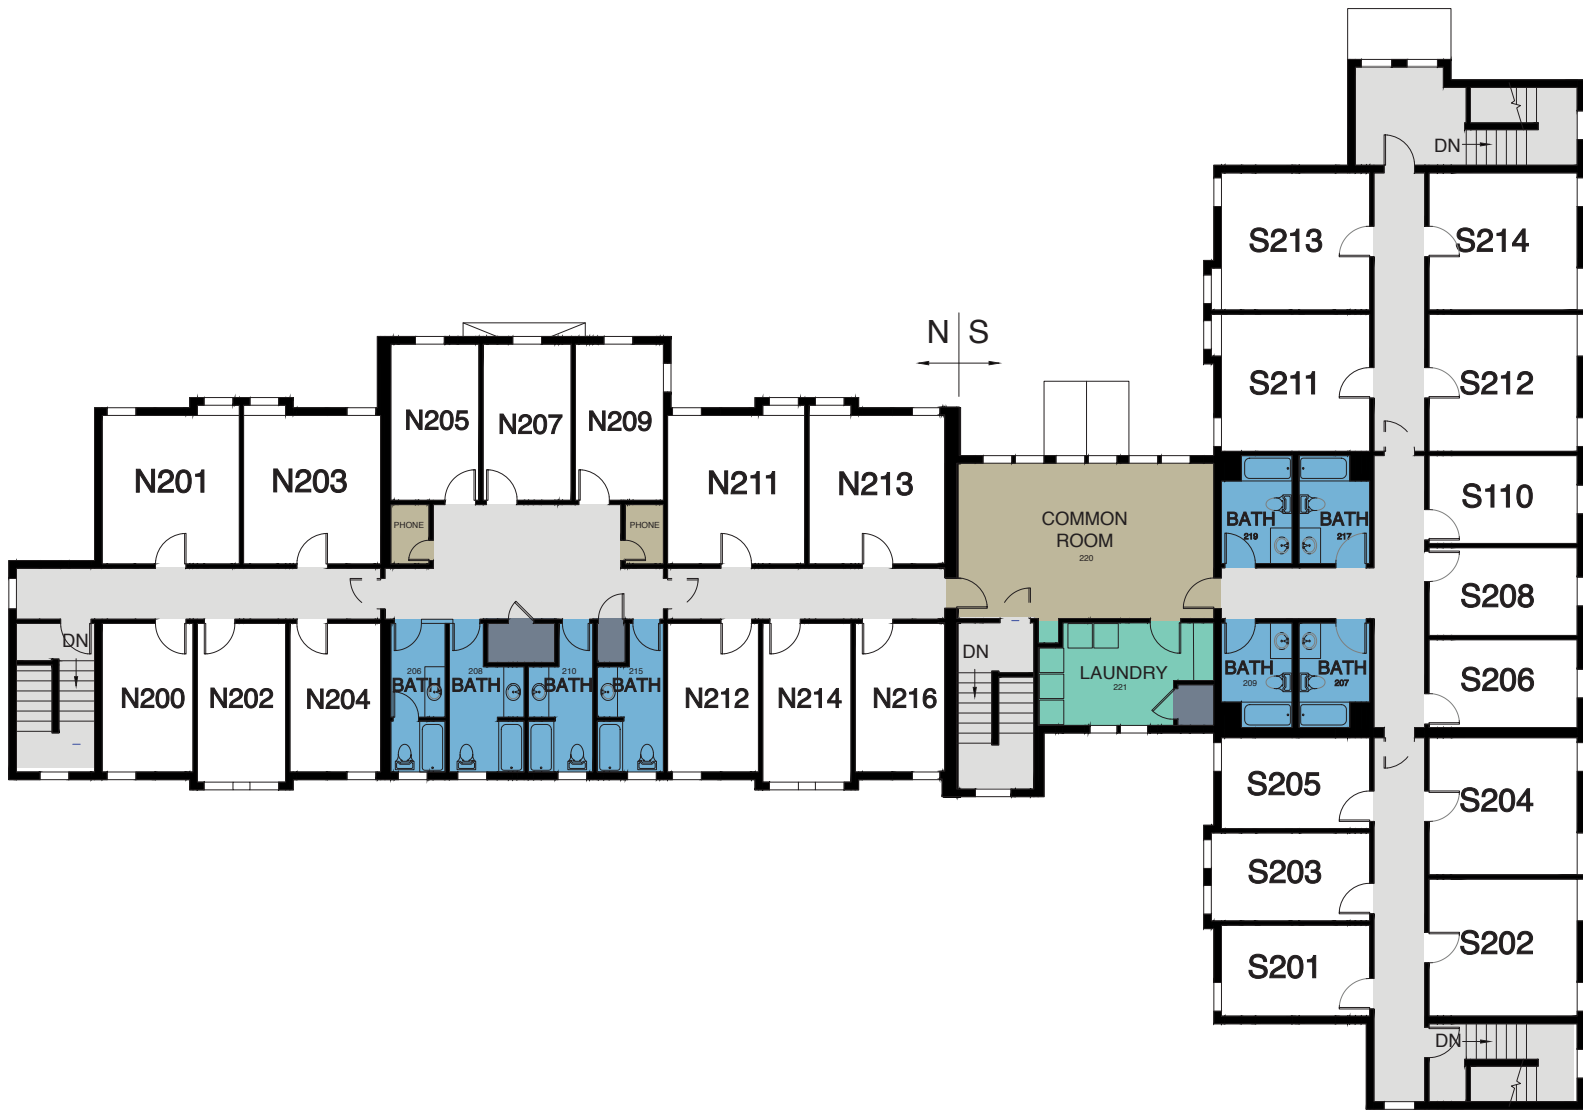 DN
S213
S214
N S
S211
S212
N205
N207
N209
N201
N203
N211
N213
S110
COMMON
ROOM
220
BATH
219
BATH
217
PHONE
PHONE
S208
DN
N200
N202
N204
206
BATH
208
BATH
210
BATH
215
BATH
N212
N214
N216
DN
LAUNDRY
221
BATH
209
BATH
207
S206
S205
S204
S203
S202
S201
DN